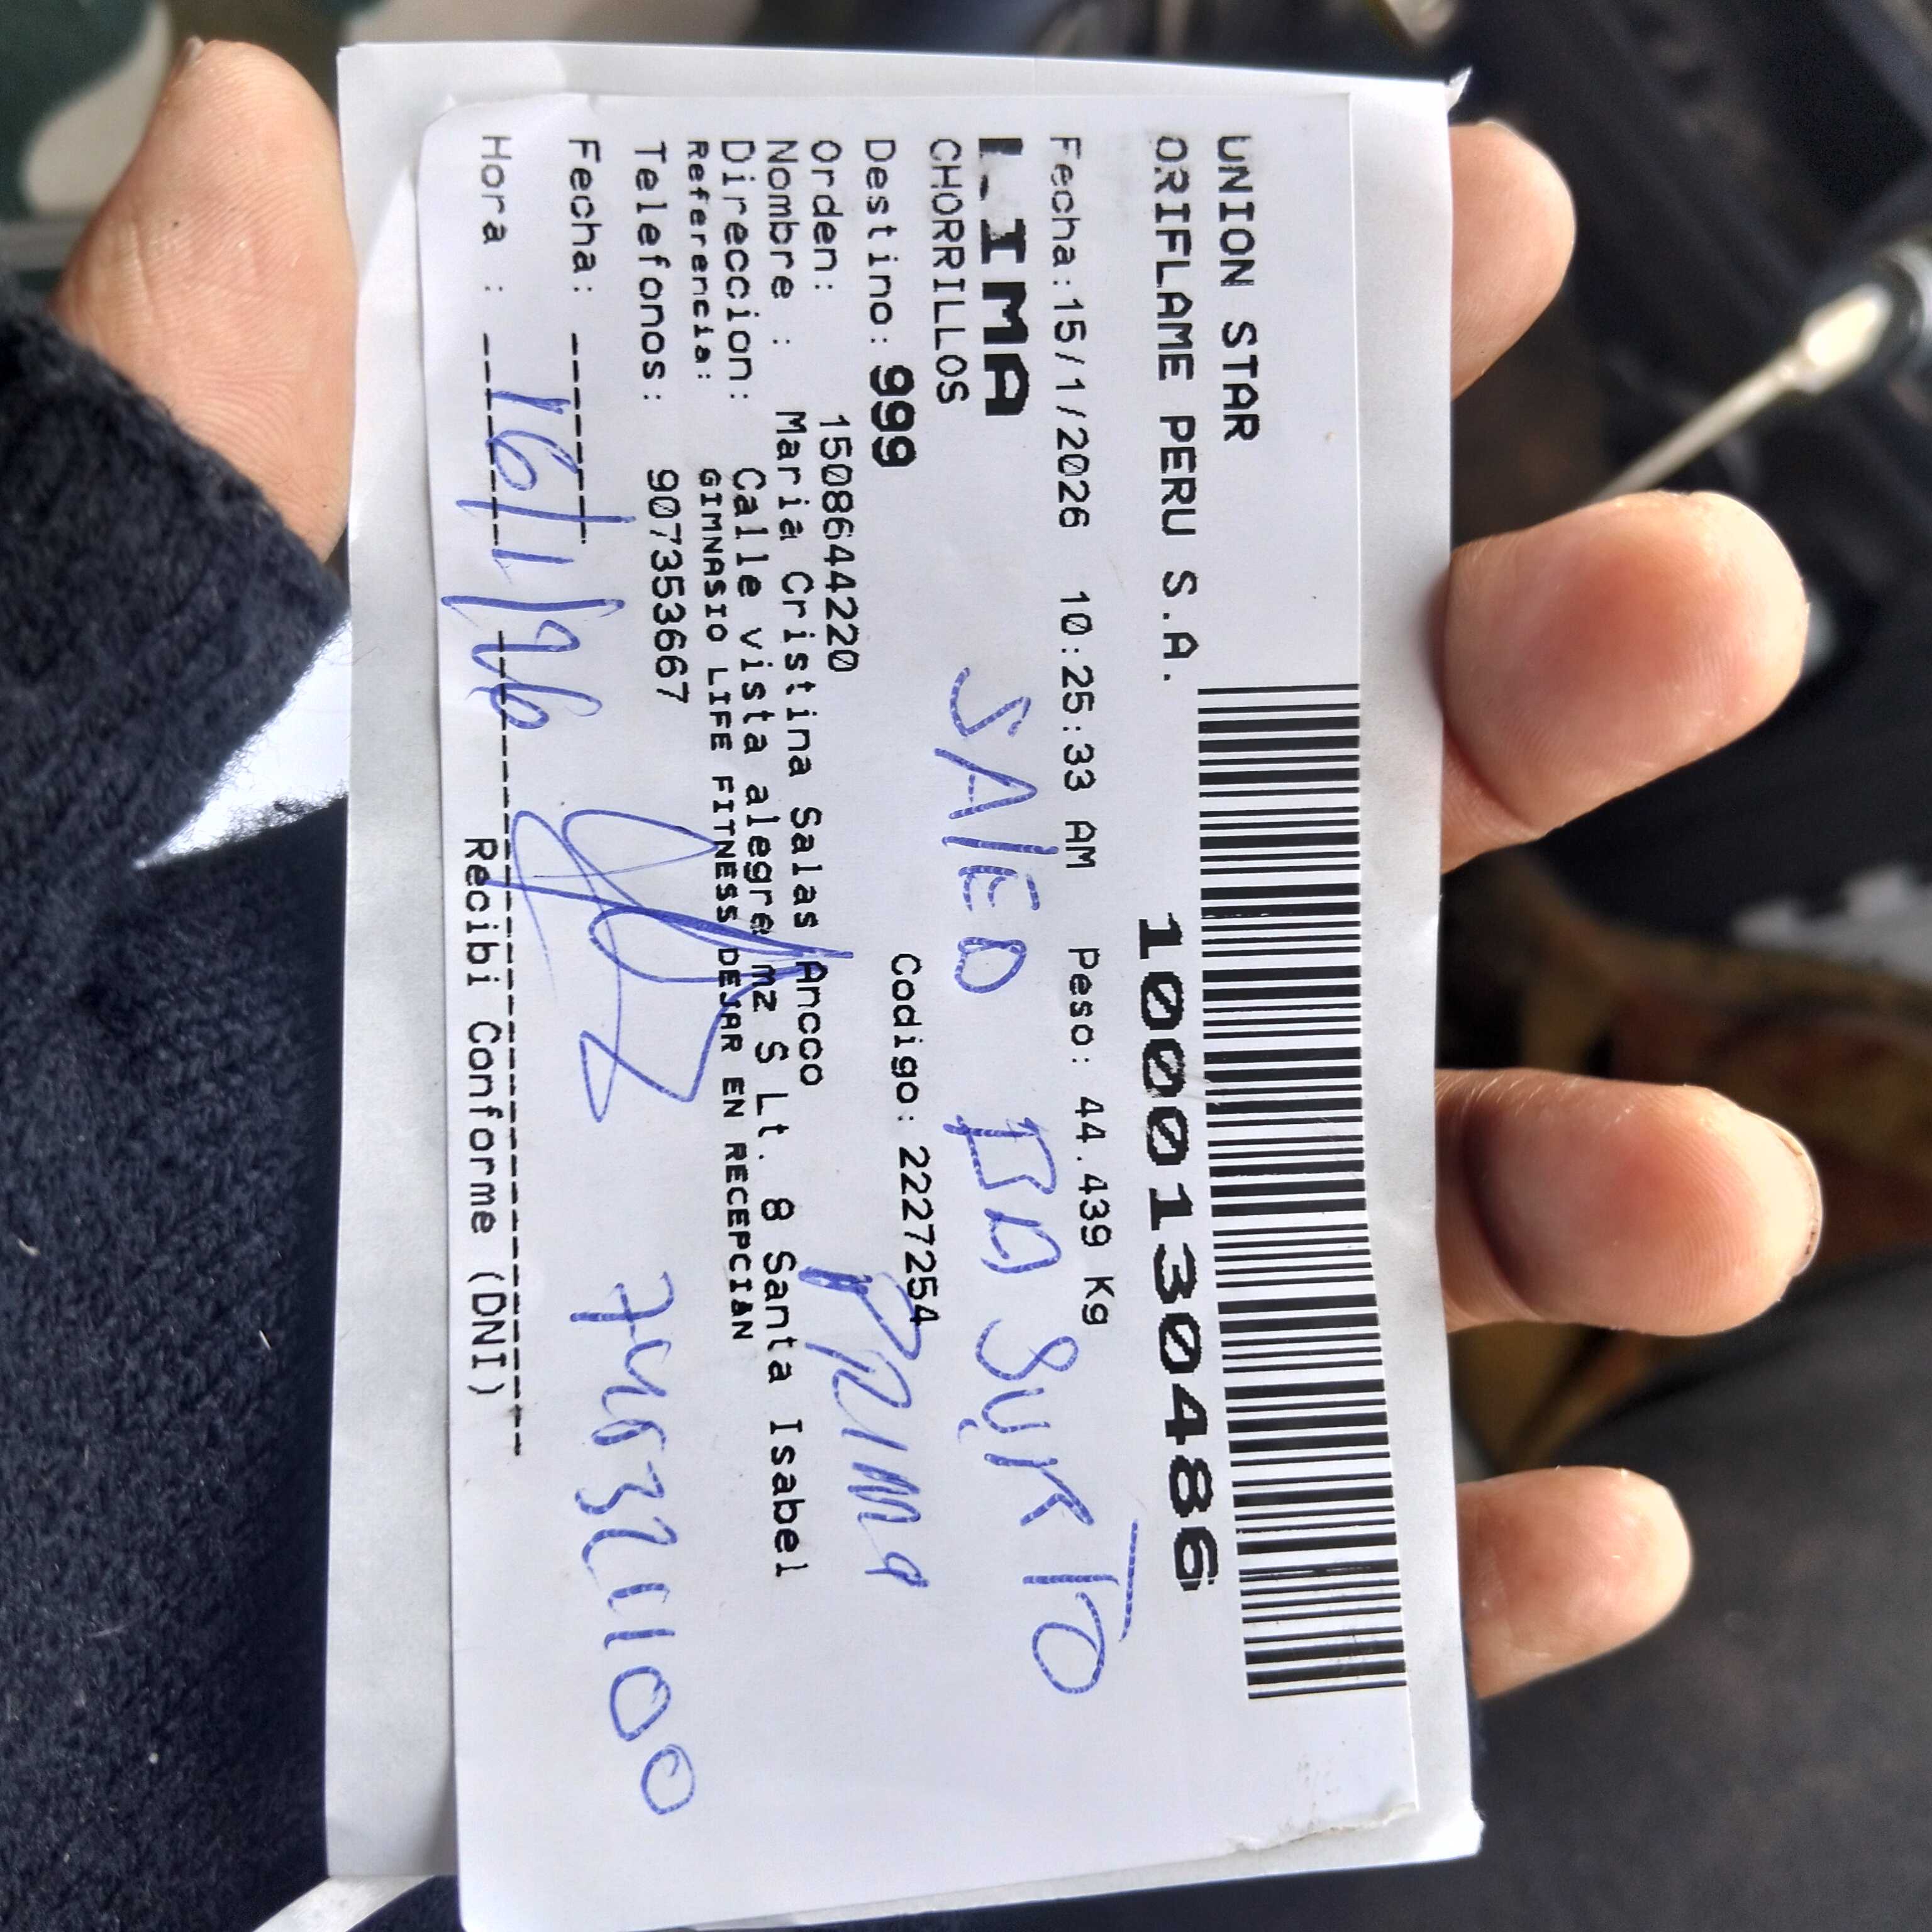 UNION STAR
ORIFLAME PERU S.A.
1000130486
Fecha:15/1/2026 10:25:33 AM Peso: 44.439 Kg
LIMA
CHORRILLOS
Destino: 999 Codigo: 2227254
Orden: 1508644220
Nombre : Maria Cristina Salas Ancco
Direccion: Calle vista alegre mz S Lt. 8 Santa Isabel
Referencia: GIMNASIO LIFE FITNESS DEJAR EN RECEPCIAN
Telefonos: 907353667
Fecha:
Hora :
16/1/26
Prima
Recibi Conforme (DNI)